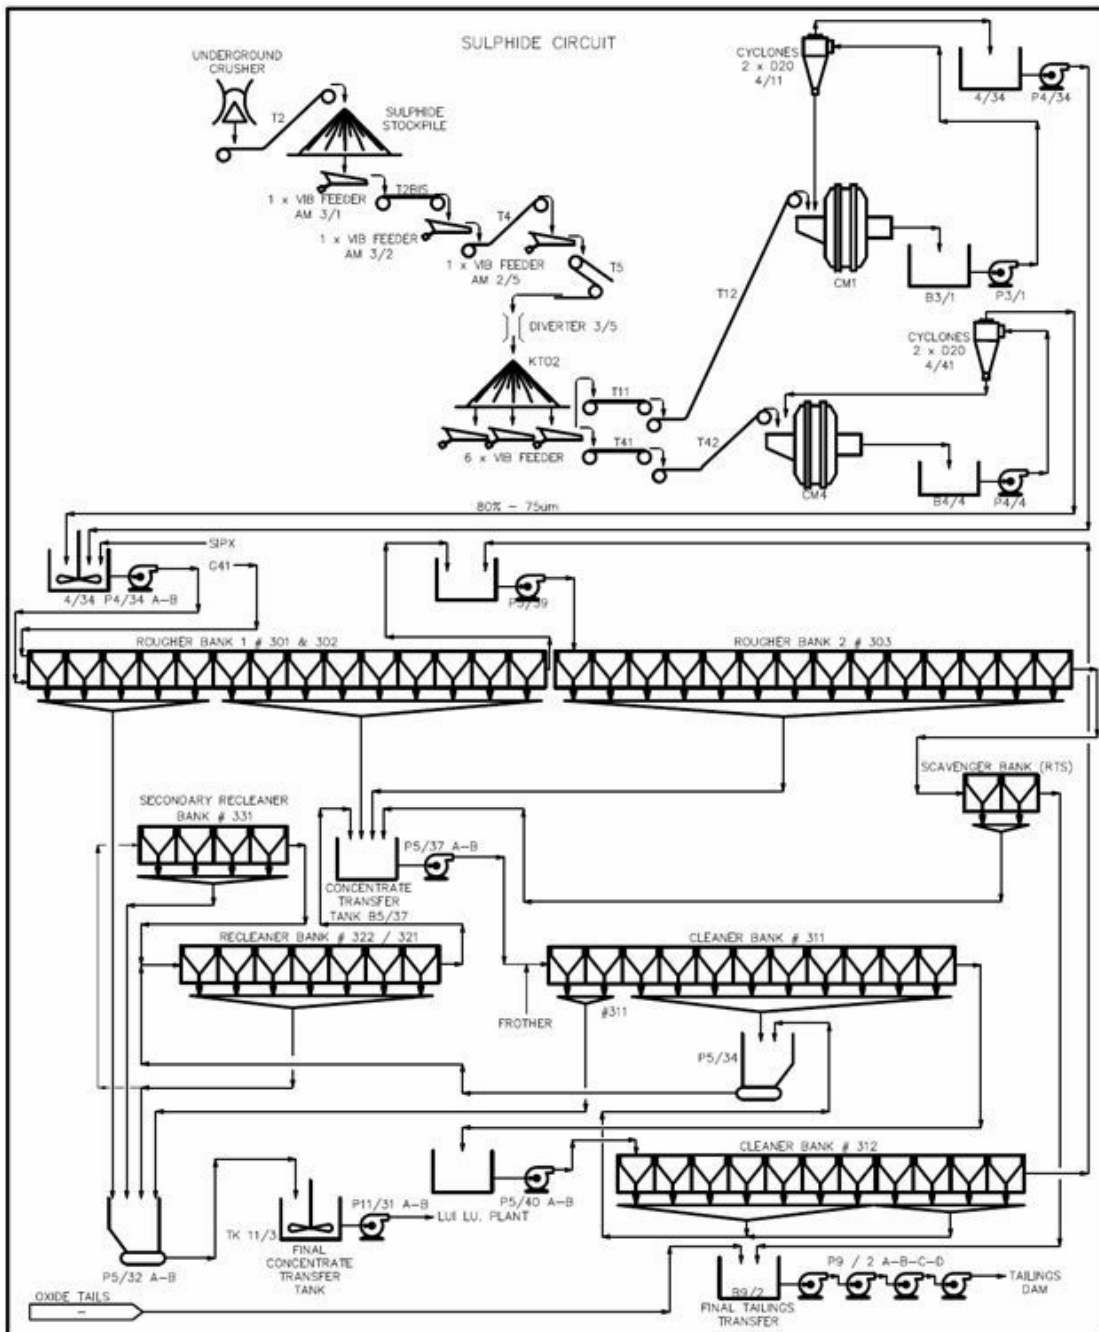 SULPHIDE CIRCUIT
UNDERGROUND
CRUSHER
T2
SULPHIDE
STOCKPILE
1 x VIB FEEDER
AM 3/1
T2BIS
1 x VIB FEEDER
AM 3/2
T4
1 x VIB FEEDER
AM 2/5
T5
DIVERTER 3/5
KTO2
6 x VIB FEEDER
T11
T41
T12
T42
CYCLONES
2 x D20
4/11
4/34
P4/34
CM1
B3/1
P3/1
CYCLONES
2 x D20
4/41
CM4
B4/4
P4/4
80% - 75um
SIPX
G41
4/34
P4/34 A-B
P5/39
ROUGHER BANK 1 # 301 & 302
ROUGHER BANK 2 # 303
SCAVENGER BANK (RTS)
SECONDARY RECLEANER
BANK # 331
P5/37 A-B
CONCENTRATE
TRANSFER
TANK B5/37
RECLEANER BANK # 322 / 321
CLEANER BANK # 311
FROTHER
#311
P5/34
CLEANER BANK # 312
P5/40 A-B
P11/31 A-B
LUI LU. PLANT
TK 11/3
FINAL
CONCENTRATE
TRANSFER
TANK
P5/32 A-B
OXIDE TAILS
-
B9/2
FINAL TAILINGS
TRANSFER
P9 / 2 A-B-C-D
TAILINGS
DAM